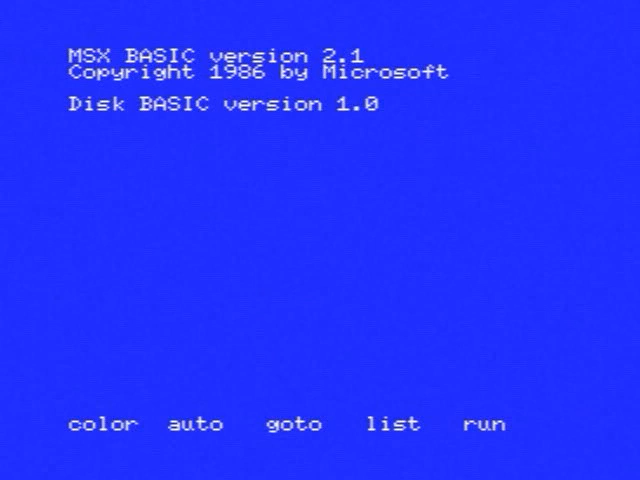 MSX BASIC version 2.1
Copyright 1986 by Microsoft
Disk BASIC version 1.0
color auto goto list run